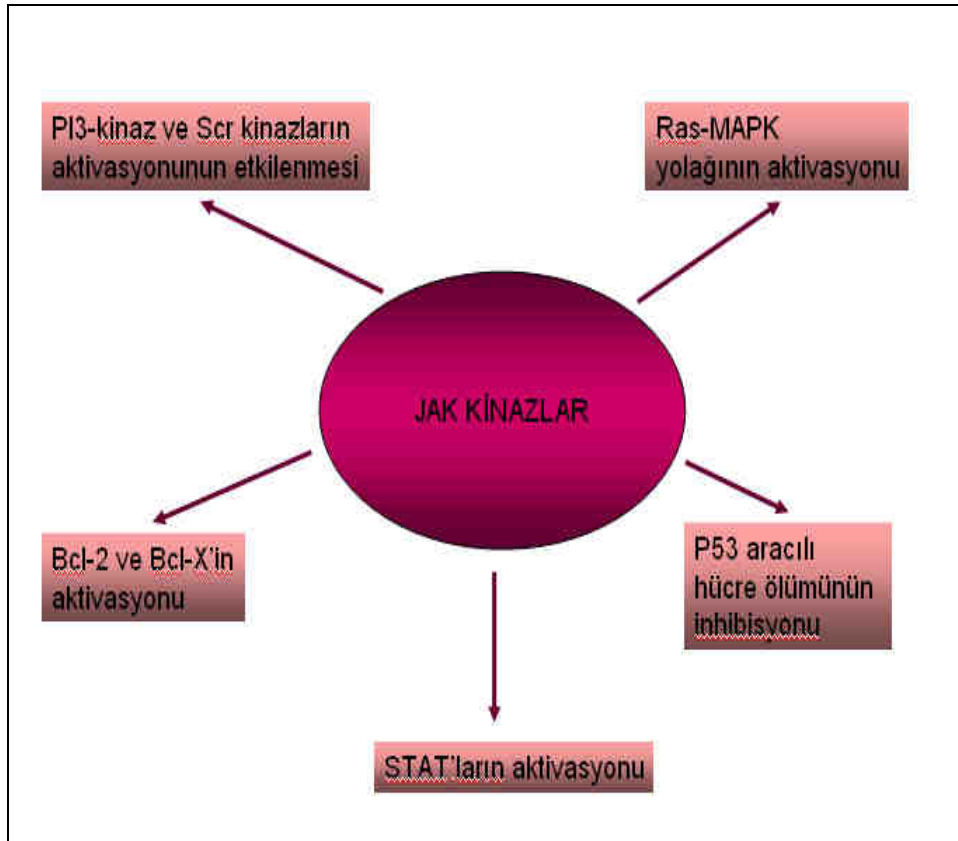 PI3-kinaz ve Scr kinazların
aktivasyonunun etkilenmesi
Ras-MAPK
yolağının aktivasyonu
JAK KİNAZLAR
Bcl-2 ve Bcl-X'in
aktivasyonu
P53 aracılı
hücre ölümünün
inhibisyonu
STAT'ların aktivasyonu